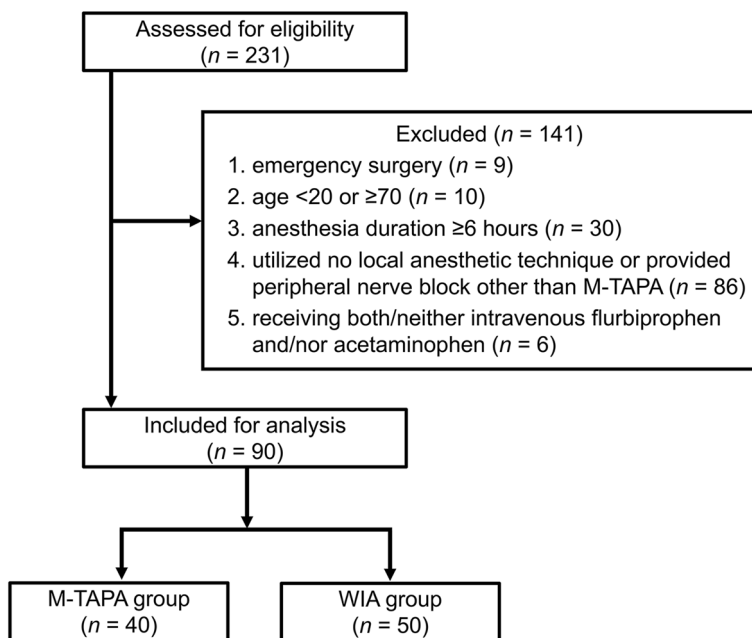 Assessed for eligibility
(n = 231)
Excluded (n = 141)
1. emergency surgery (n = 9)
2. age <20 or ≥70 (n = 10)
3. anesthesia duration ≥6 hours (n = 30)
4. utilized no local anesthetic technique or provided
peripheral nerve block other than M-TAPA (n = 86)
5. receiving both/neither intravenous flurbiprophen
and/nor acetaminophen (n = 6)
Included for analysis
(n = 90)
M-TAPA group
(n = 40)
WIA group
(n = 50)